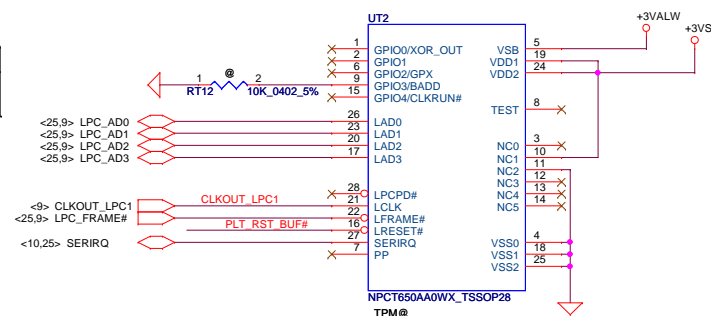 UT2
+3VALW
+3VS
1 GPIO0/XOR_OUT VSB 5
2 GPIO1 VDD1 19
6 GPIO2/GPX VDD2 24
1 @ 2 9 GPIO3/BADD
RT12 10K_0402_5% 15 GPIO4/CLKRUN#
TEST 8
<25,9> LPC_AD0 26 LAD0
<25,9> LPC_AD1 23 LAD1 NC0 3
<25,9> LPC_AD2 20 LAD2 NC1 10
<25,9> LPC_AD3 17 LAD3 NC2 11
NC3 12
28 LPCPD# NC4 13
<9> CLKOUT_LPC1 CLKOUT_LPC1 21 LCLK NC5 14
<25,9> LPC_FRAME# 22 LFRAME#
PLT_RST_BUF# 16 LRESET#
<10,25> SERIRQ 27 SERIRQ VSS0 4
7 PP VSS1 18
VSS2 25
NPCT650AA0WX_TSSOP28
TPM@